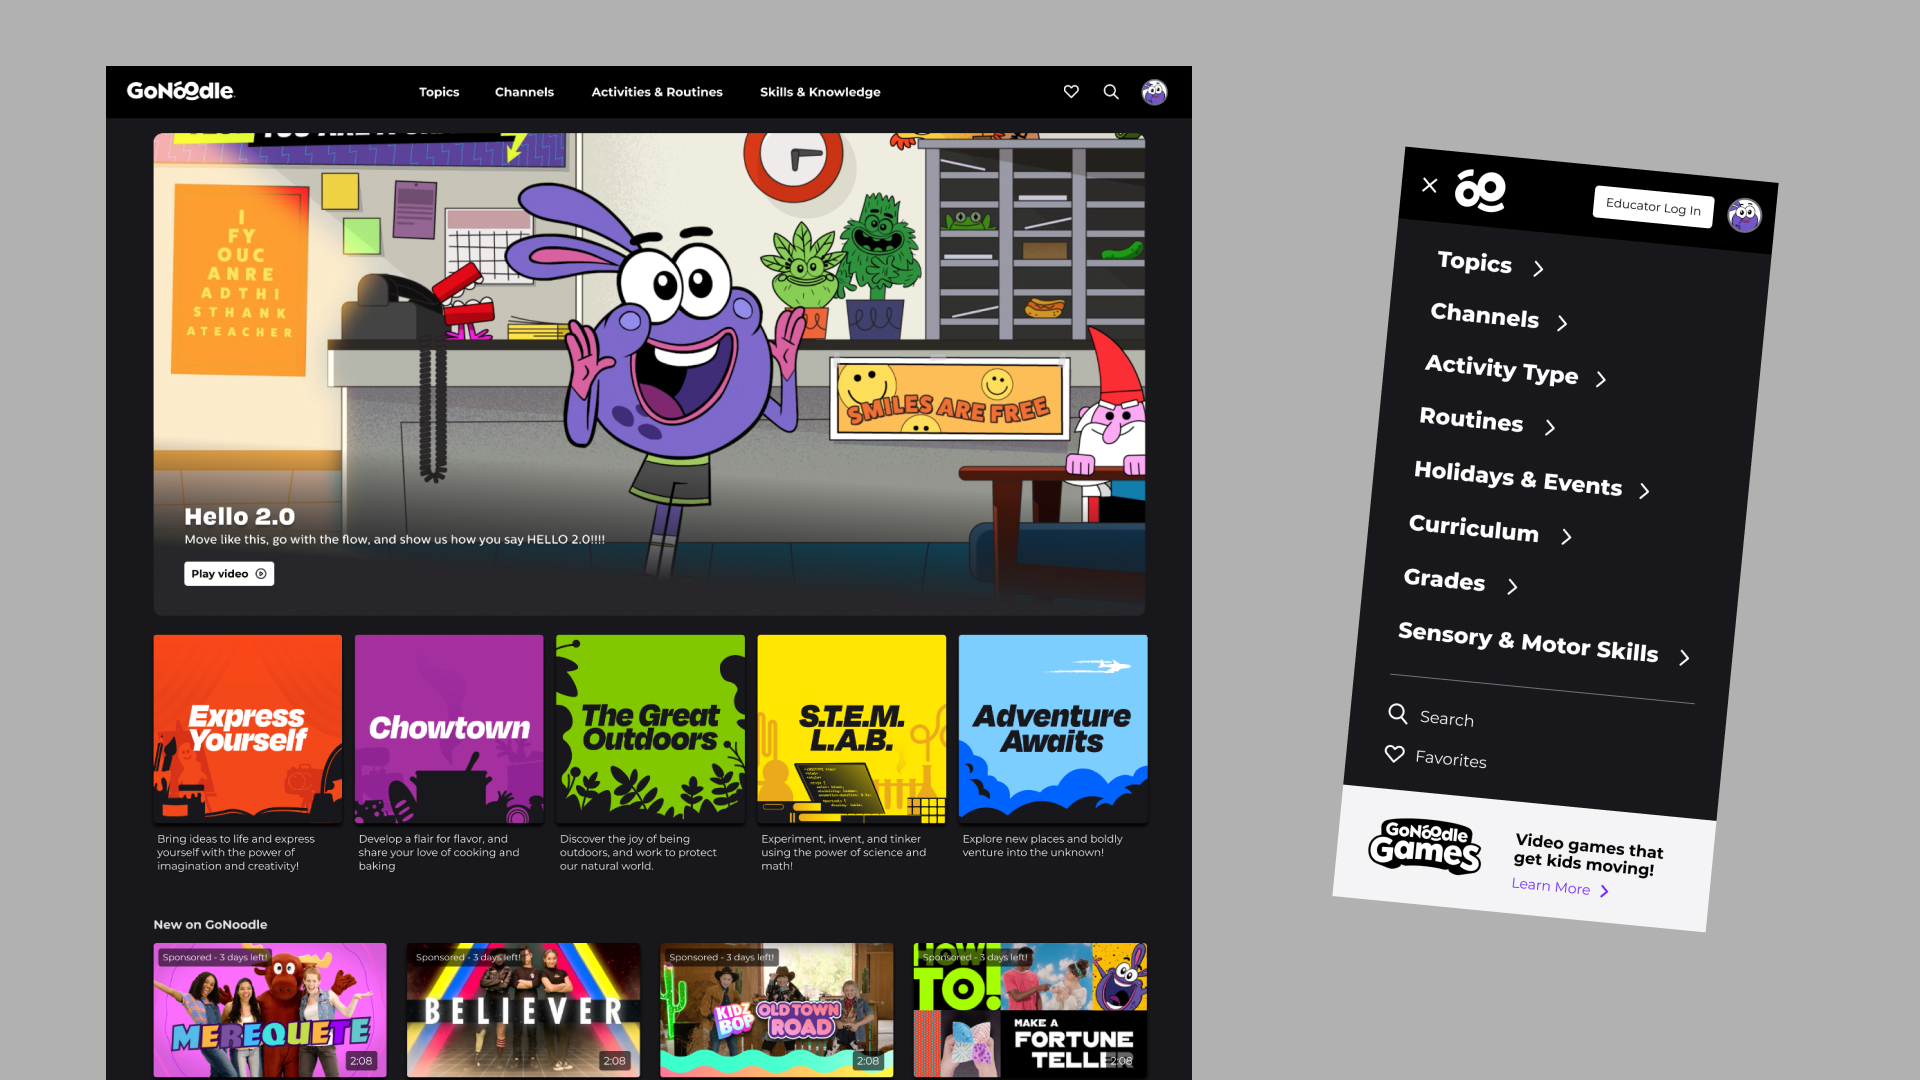 GoNoodle
Topics
Channels
Activities & Routines
Skills & Knowledge
YOU ARE
I
FY
OUC
ANRE
ADTHI
STHANK
ATEACHER
SMILES ARE FREE
Hello 2.0
Move like this, go with the flow, and show us how you say HELLO 2.0!!!!
Play video
Express
Yourself
Chowtown
The Great
Outdoors
S.T.E.M.
L.A.B.
Adventure
Awaits
Bring ideas to life and express
yourself with the power of
imagination and creativity!
Develop a flair for flavor, and
share your love of cooking and
baking
Discover the joy of being
outdoors, and work to protect
our natural world.
Experiment, invent, and tinker
using the power of science and
math!
Explore new places and boldly
venture into the unknown!
New on GoNoodle
Sponsored - 3 days left!
MEREQUETE
2:08
Sponsored - 3 days left!
BELIEVER
2:08
Sponsored - 3 days left!
KIDZ
BOP
OLD TOWN
ROAD
2:08
HOW
TO!
Sponsored - 3 days left!
MAKE A
FORTUNE
TELLER
2:08
Educator Log In
Topics
Channels
Activity Type
Routines
Holidays & Events
Curriculum
Grades
Sensory & Motor Skills
Search
Favorites
GoNoodle
Games
Video games that
get kids moving!
Learn More